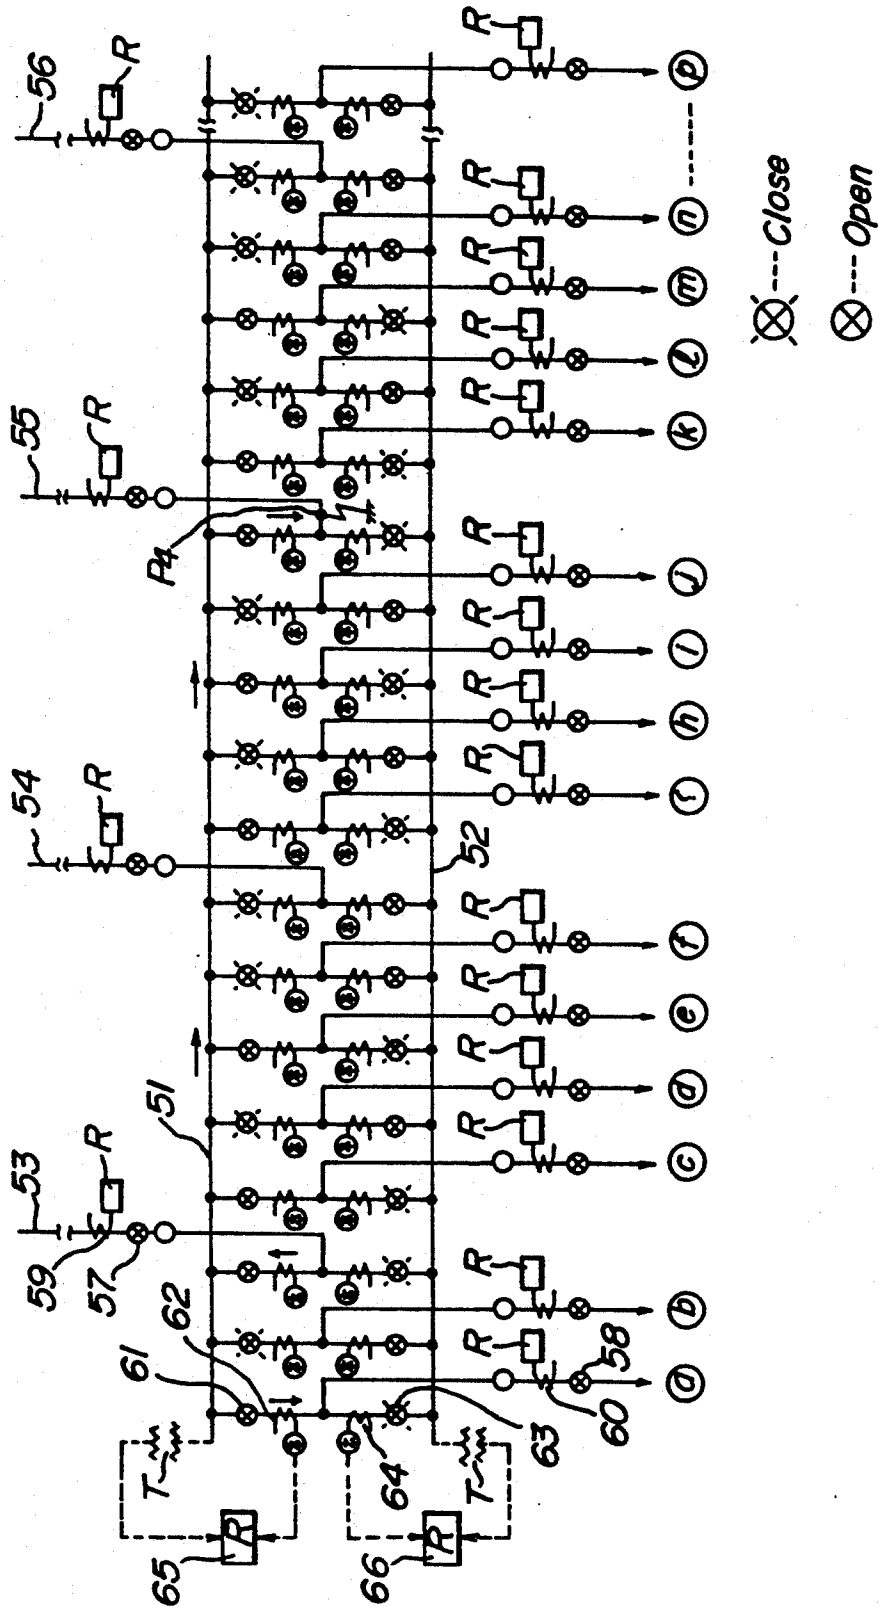 53 54 55 56
R R R R
59
57
61 62 51 P4
T
65 R
66 R
64
T
63
52
R R R R R R R R R R R R R R R
60 58
a b c d e f h i j k l m n ----- p
---Close
---Open